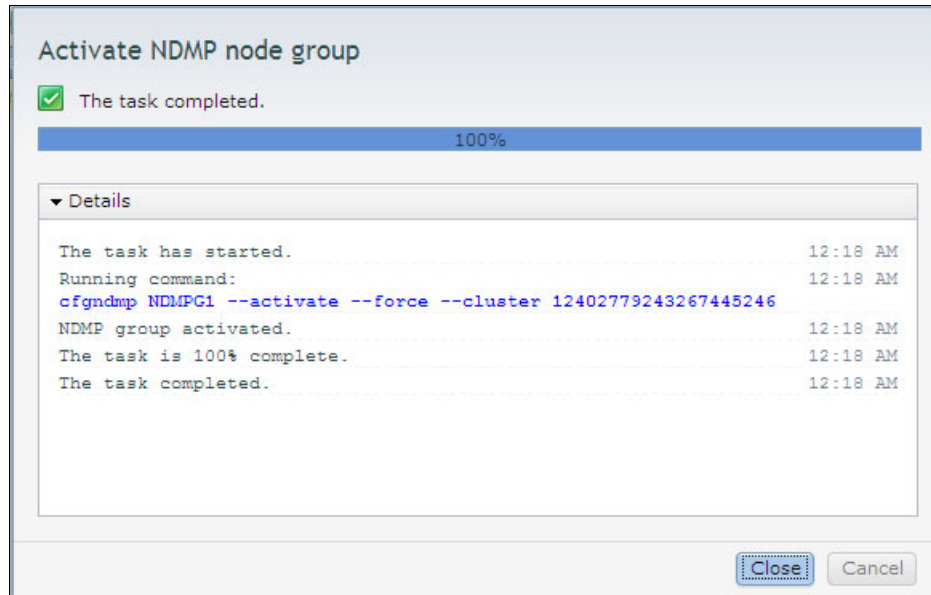 Activate NDMP node group
The task completed.
100%
Details
The task has started. 12:18 AM
Running command: 12:18 AM
cfgndmp NDMPG1 --activate --force --cluster 12402779243267445246
NDMP group activated. 12:18 AM
The task is 100% complete. 12:18 AM
The task completed. 12:18 AM
Close Cancel